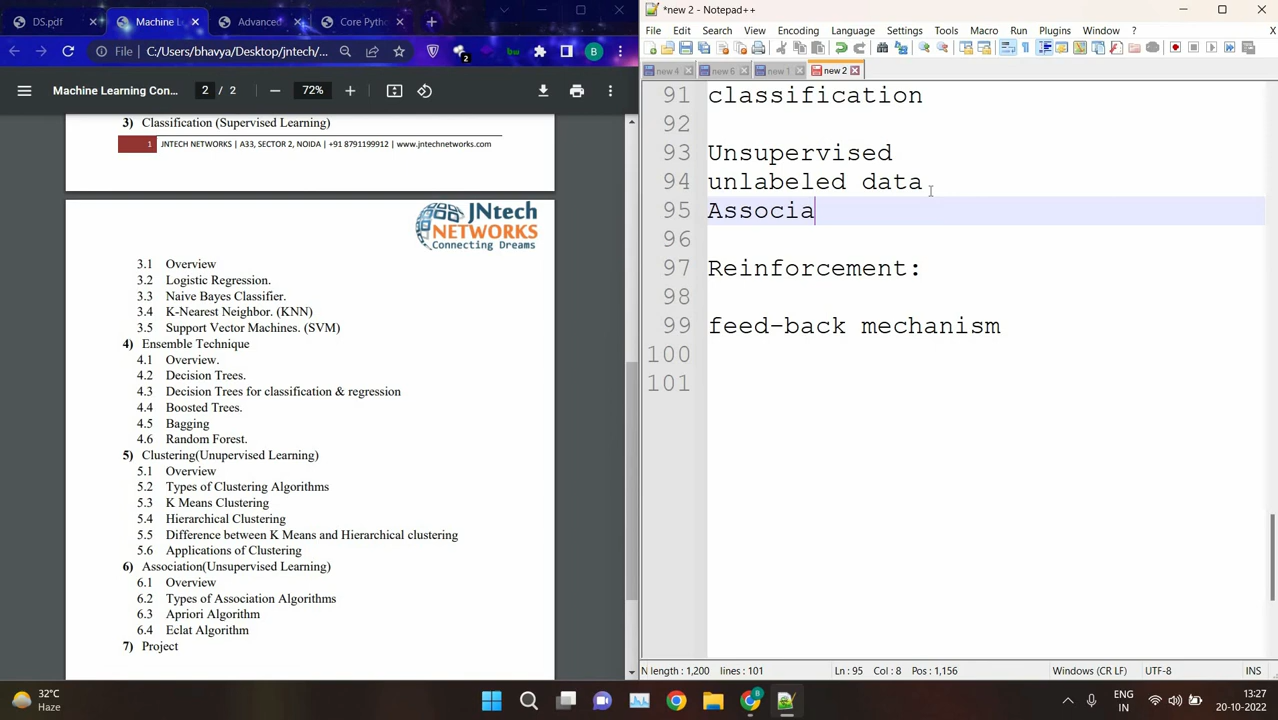 DS.pdf
Machine L
Advanced
Core Pytho
File
C:/Users/bhavya/Desktop/jntech/...
2
B
Machine Learning Con...
2 / 2
72%
3) Classification (Supervised Learning)
1 JNTECH NETWORKS | A33, SECTOR 2, NOIDA | +91 8791199912 | www.jntechnetworks.com
JNtech
NETWORKS
Connecting Dreams
3.1 Overview
3.2 Logistic Regression.
3.3 Naive Bayes Classifier.
3.4 K-Nearest Neighbor. (KNN)
3.5 Support Vector Machines. (SVM)
4) Ensemble Technique
4.1 Overview.
4.2 Decision Trees.
4.3 Decision Trees for classification & regression
4.4 Boosted Trees.
4.5 Bagging
4.6 Random Forest.
5) Clustering(Unupervised Learning)
5.1 Overview
5.2 Types of Clustering Algorithms
5.3 K Means Clustering
5.4 Hierarchical Clustering
5.5 Difference between K Means and Hierarchical clustering
5.6 Applications of Clustering
6) Association(Unsupervised Learning)
6.1 Overview
6.2 Types of Association Algorithms
6.3 Apriori Algorithm
6.4 Eclat Algorithm
7) Project
*new 2 - Notepad++
File Edit Search View Encoding Language Settings Tools Macro Run Plugins Window ?
new 4 new 6 new 1 new 2
91 classification
92
93 Unsupervised
94 unlabeled data
95 Associa
96
97 Reinforcement:
98
99 feed-back mechanism
100
101
N length : 1,200 lines : 101 Ln : 95 Col : 8 Pos : 1,156 Windows (CR LF) UTF-8 INS
32°C
Haze
B
ENG
IN
13:27
20-10-2022